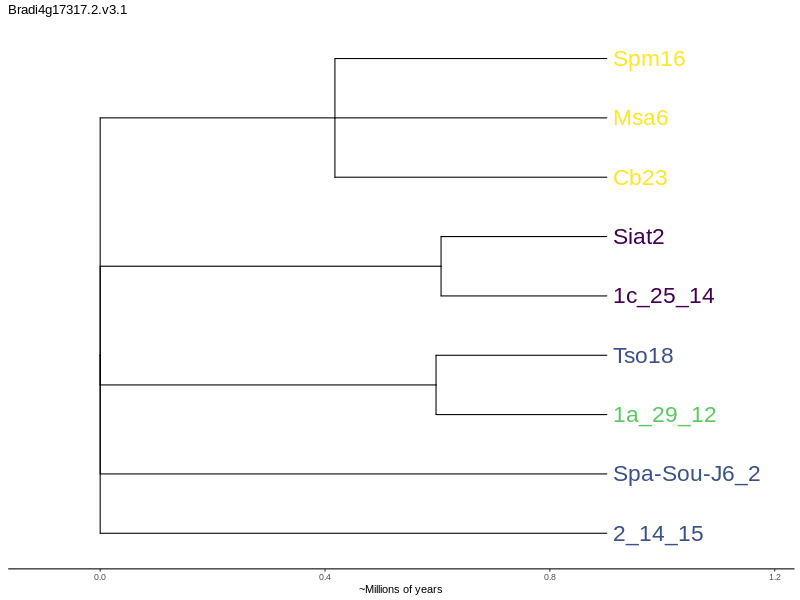 Bradi4g17317.2.v3.1
Spm16
Msa6
Cb23
Siat2
1c_25_14
Tso18
1a_29_12
Spa-Sou-J6_2
2_14_15
0.0 0.4 0.8 1.2
~Millions of years